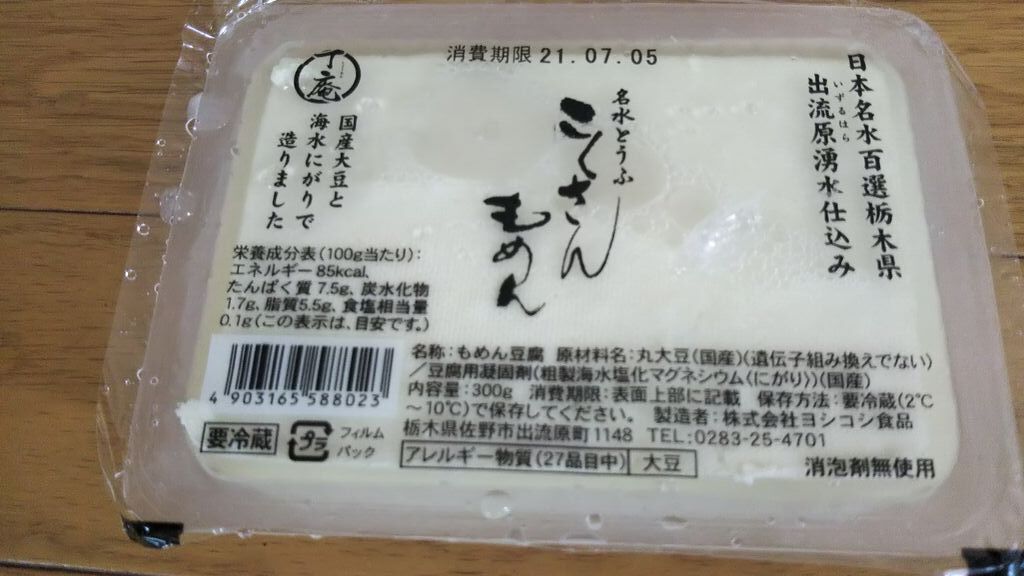 消費期限 21.07.05
日本名水百選栃木県
出流原湧水仕込み
いずるはら
名水とうふ
こくさん
もめん
丁庵
国産大豆と
海水にがりで
造りました
栄養成分表(100g当たり):
エネルギー 85kcal、
たんぱく質 7.5g、炭水化物
1.7g、脂質5.5g、食塩相当量
0.1g(この表示は、目安です。)
4 903165 588023
名称:もめん豆腐 原材料名:丸大豆(国産)(遺伝子組み換えでない)
/豆腐用凝固剤(粗製海水塩化マグネシウム(にがり))(国産)
内容量:300g 消費期限:表面上部に記載 保存方法:要冷蔵(2℃
~10℃)で保存してください。 製造者:株式会社ヨシコシ食品
栃木県佐野市出流原町1148 TEL:0283-25-4701
要冷蔵
プラ
フィルム
パック
アレルギー物質(27品目中) 大豆
消泡剤無使用